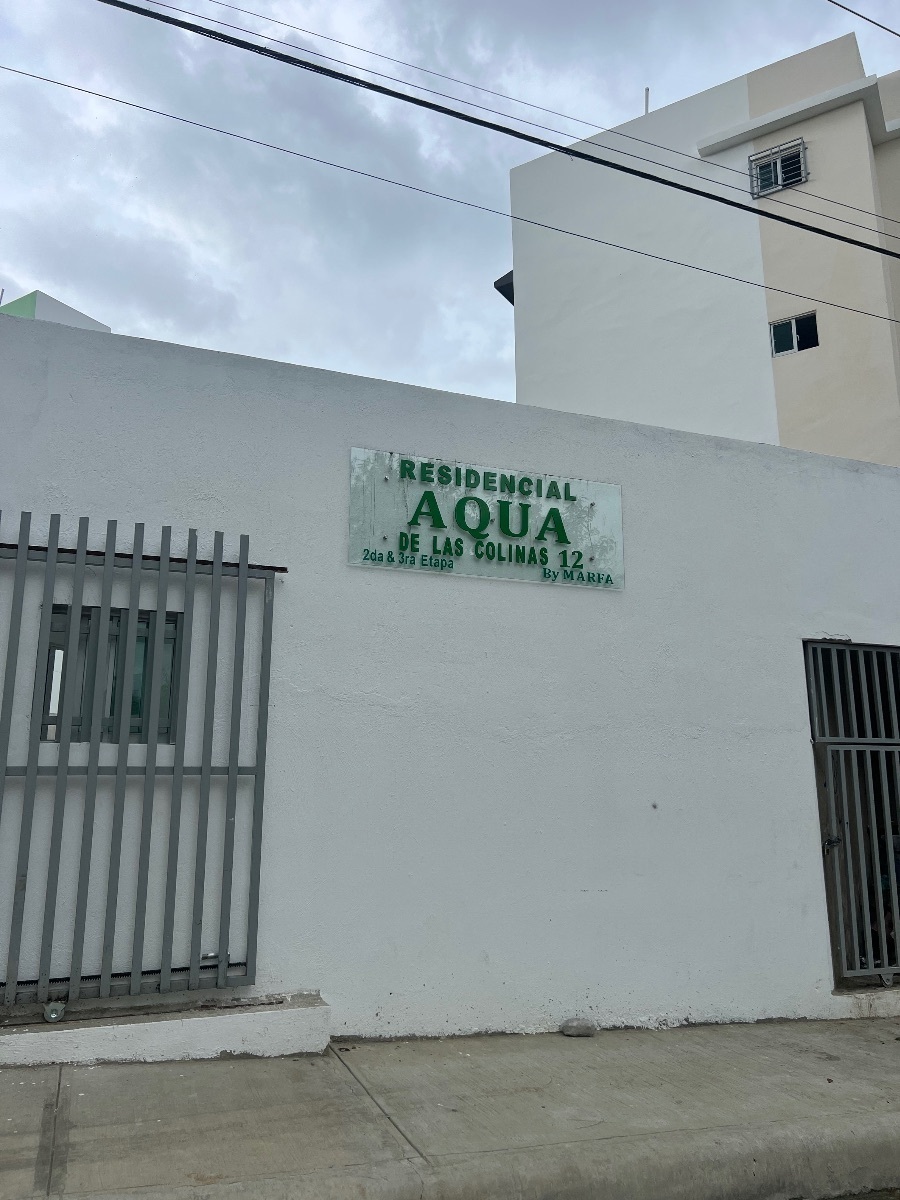 RESIDENCIAL
AQUA
DE LAS COLINAS 12
2da & 3ra Etapa
By MARFA